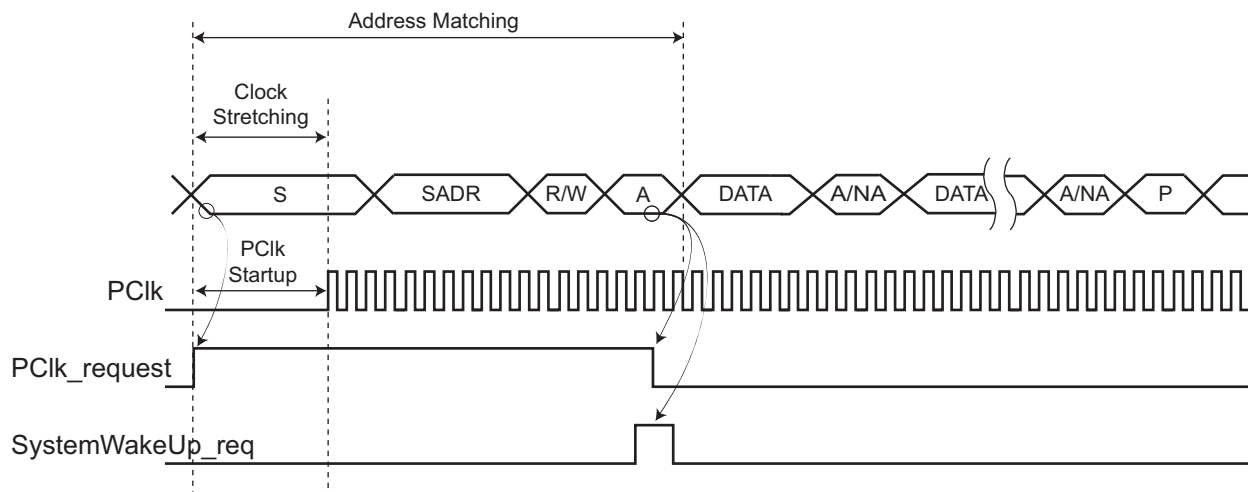 Address Matching
Clock
Stretching
S SADR R/W A DATA A/NA DATA A/NA P
PClk
Startup
PClk
PClk_request
SystemWakeUp_req